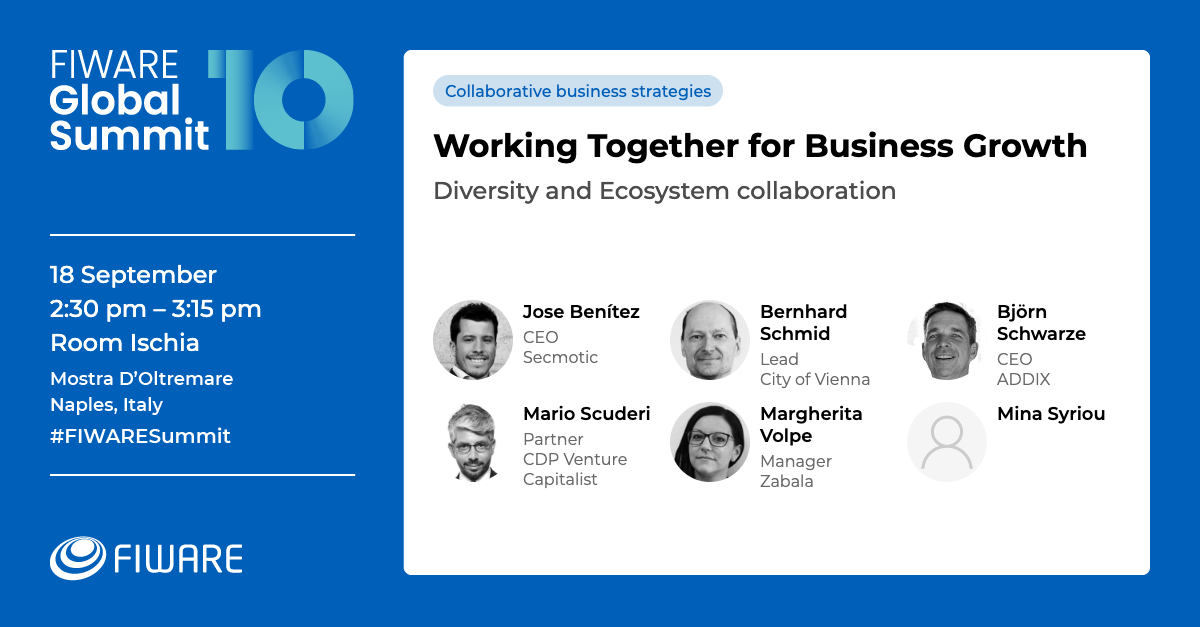 FIWARE
Global
Summit
10
18 September
2:30 pm – 3:15 pm
Room Ischia
Mostra D’Oltremare
Naples, Italy
#FIWARESummit
FIWARE
Collaborative business strategies
Working Together for Business Growth
Diversity and Ecosystem collaboration
Jose Benítez
CEO
Secmotic
Bernhard
Schmid
Lead
City of Vienna
Björn
Schwarze
CEO
ADDIX
Mario Scuderi
Partner
CDP Venture
Capitalist
Margherita
Volpe
Manager
Zabala
Mina Syriou